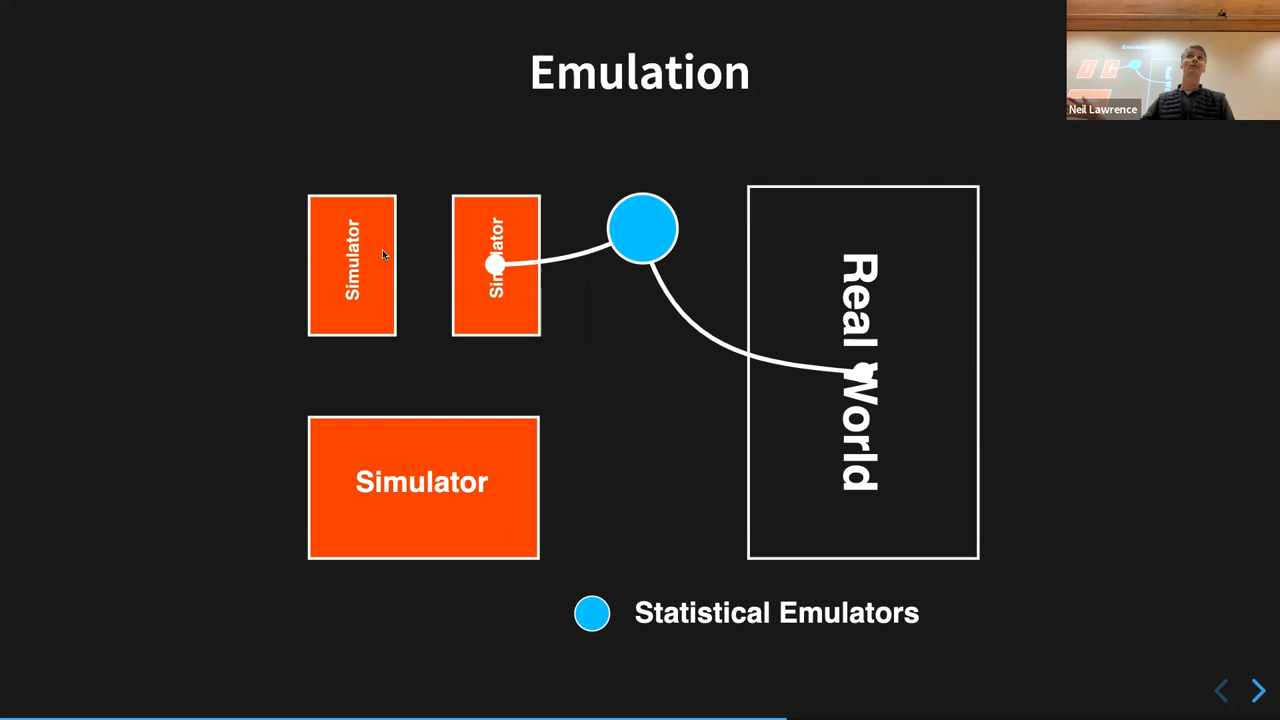 Emulation
Neil Lawrence
Simulator
Simulator
Real World
Simulator
Statistical Emulators